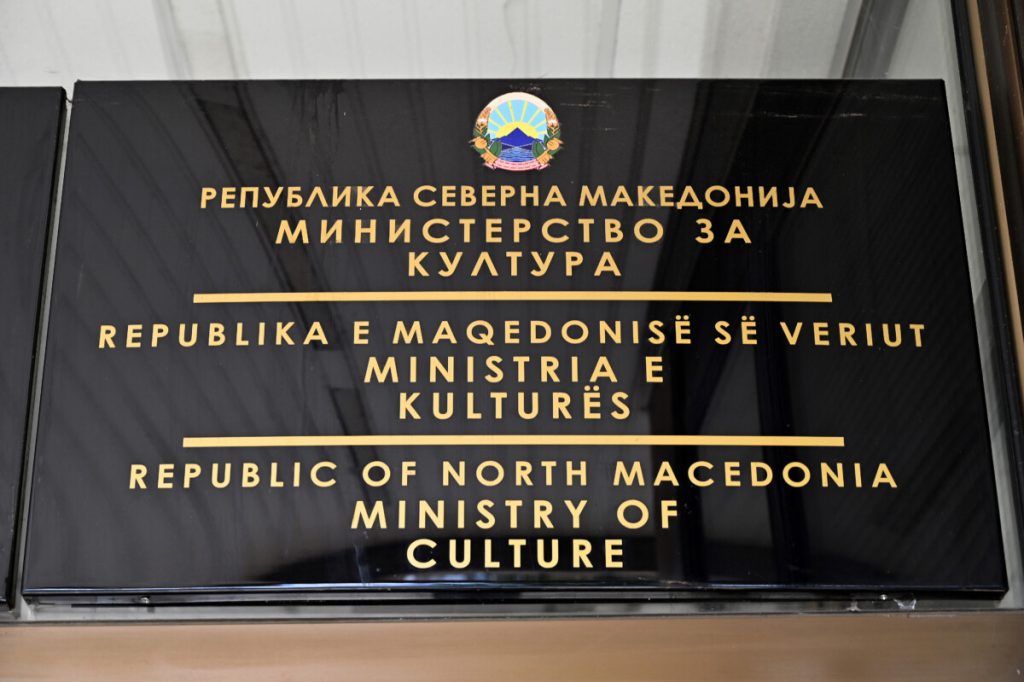 РЕПУБЛИКА СЕВЕРНА МАКЕДОНИЈА
МИНИСТЕРСТВО ЗА
КУЛТУРА
REPUBLIKA E MAQEDONISË SË VERIUT
MINISTRIA E
KULTURËS
REPUBLIC OF NORTH MACEDONIA
MINISTRY OF
CULTURE